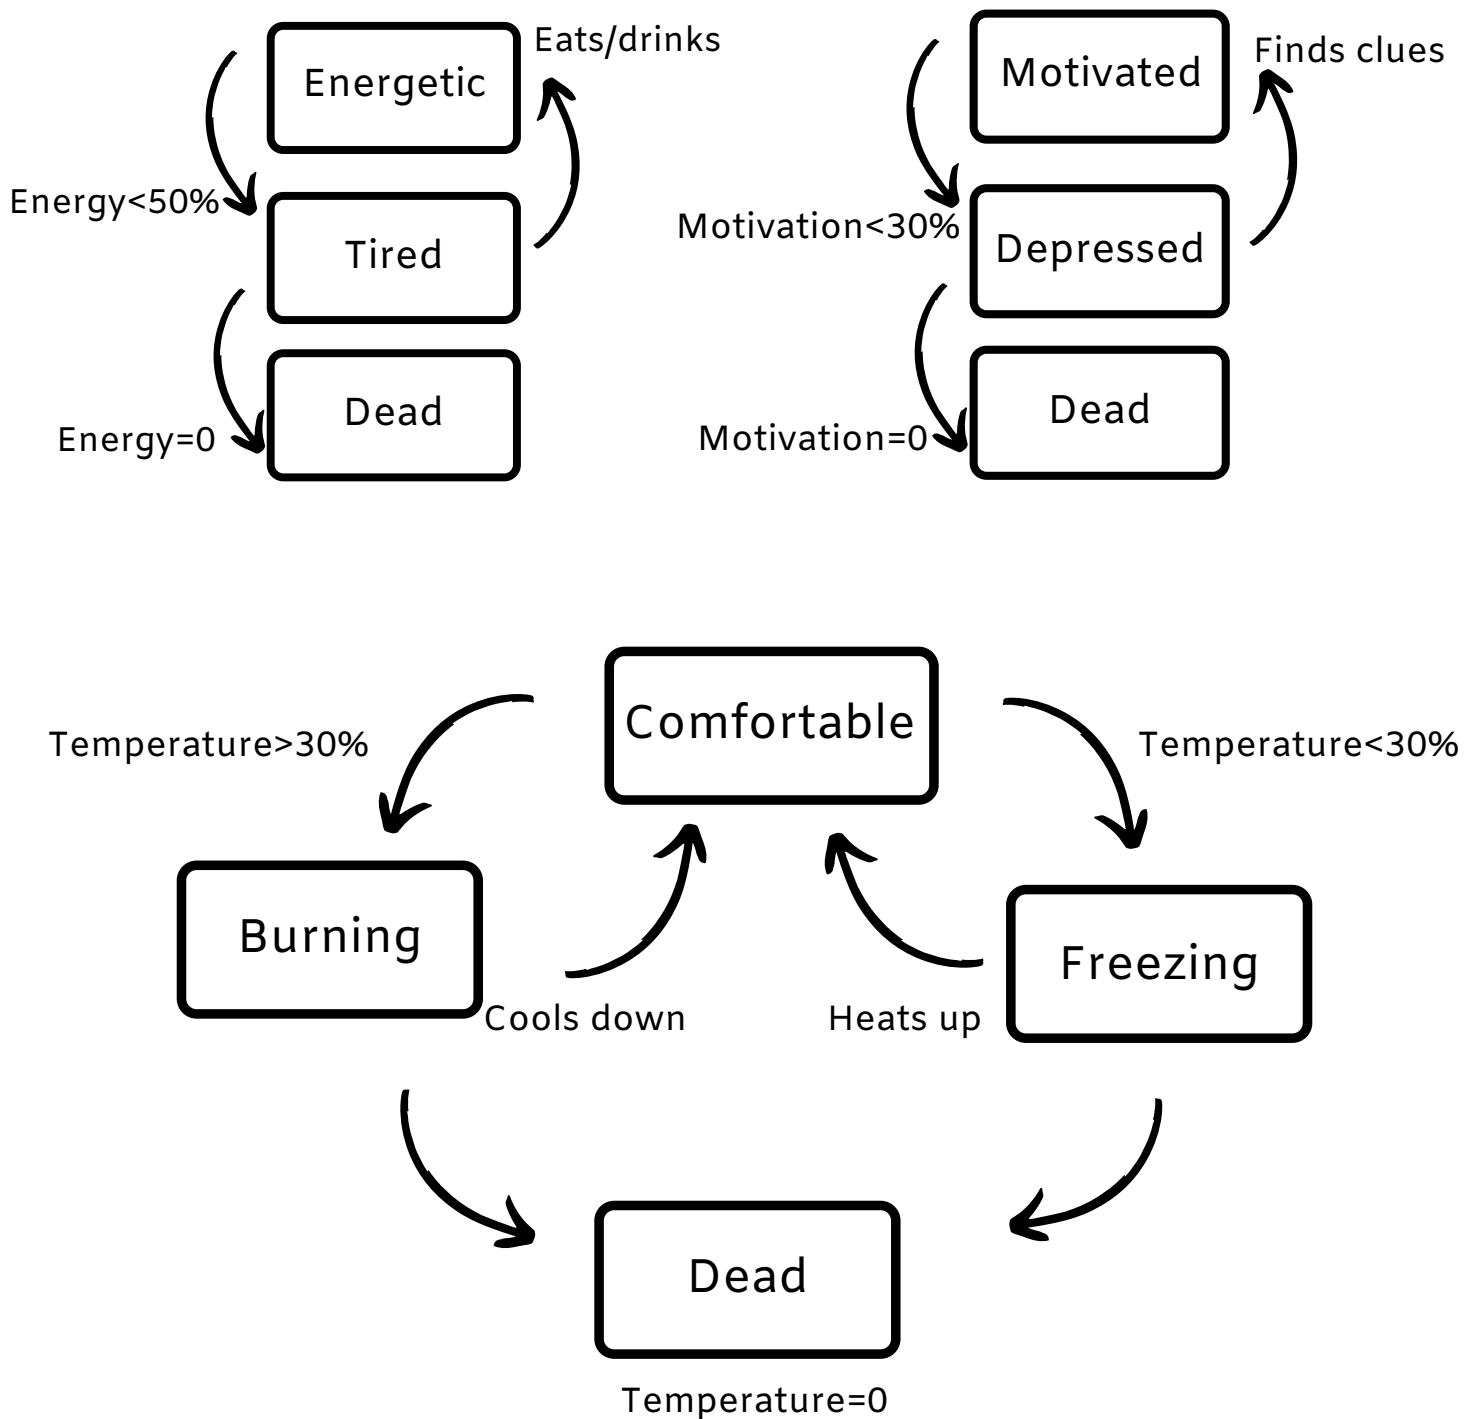 Energetic
Eats/drinks
Energy<50%
Tired
Energy=0
Dead
Motivated
Finds clues
Motivation<30%
Depressed
Motivation=0
Dead
Comfortable
Temperature>30%
Temperature<30%
Burning
Freezing
Cools down
Heats up
Dead
Temperature=0